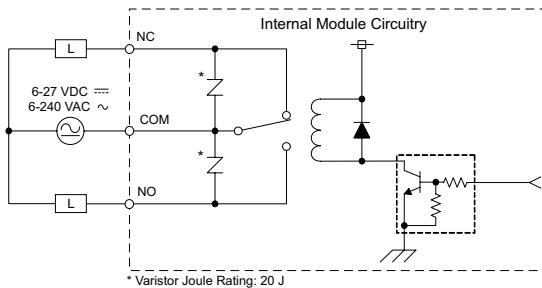 Internal Module Circuitry
NC
L
*
6-27 VDC ⎓
6-240 VAC ∿
COM
*
NO
L
* Varistor Joule Rating: 20 J